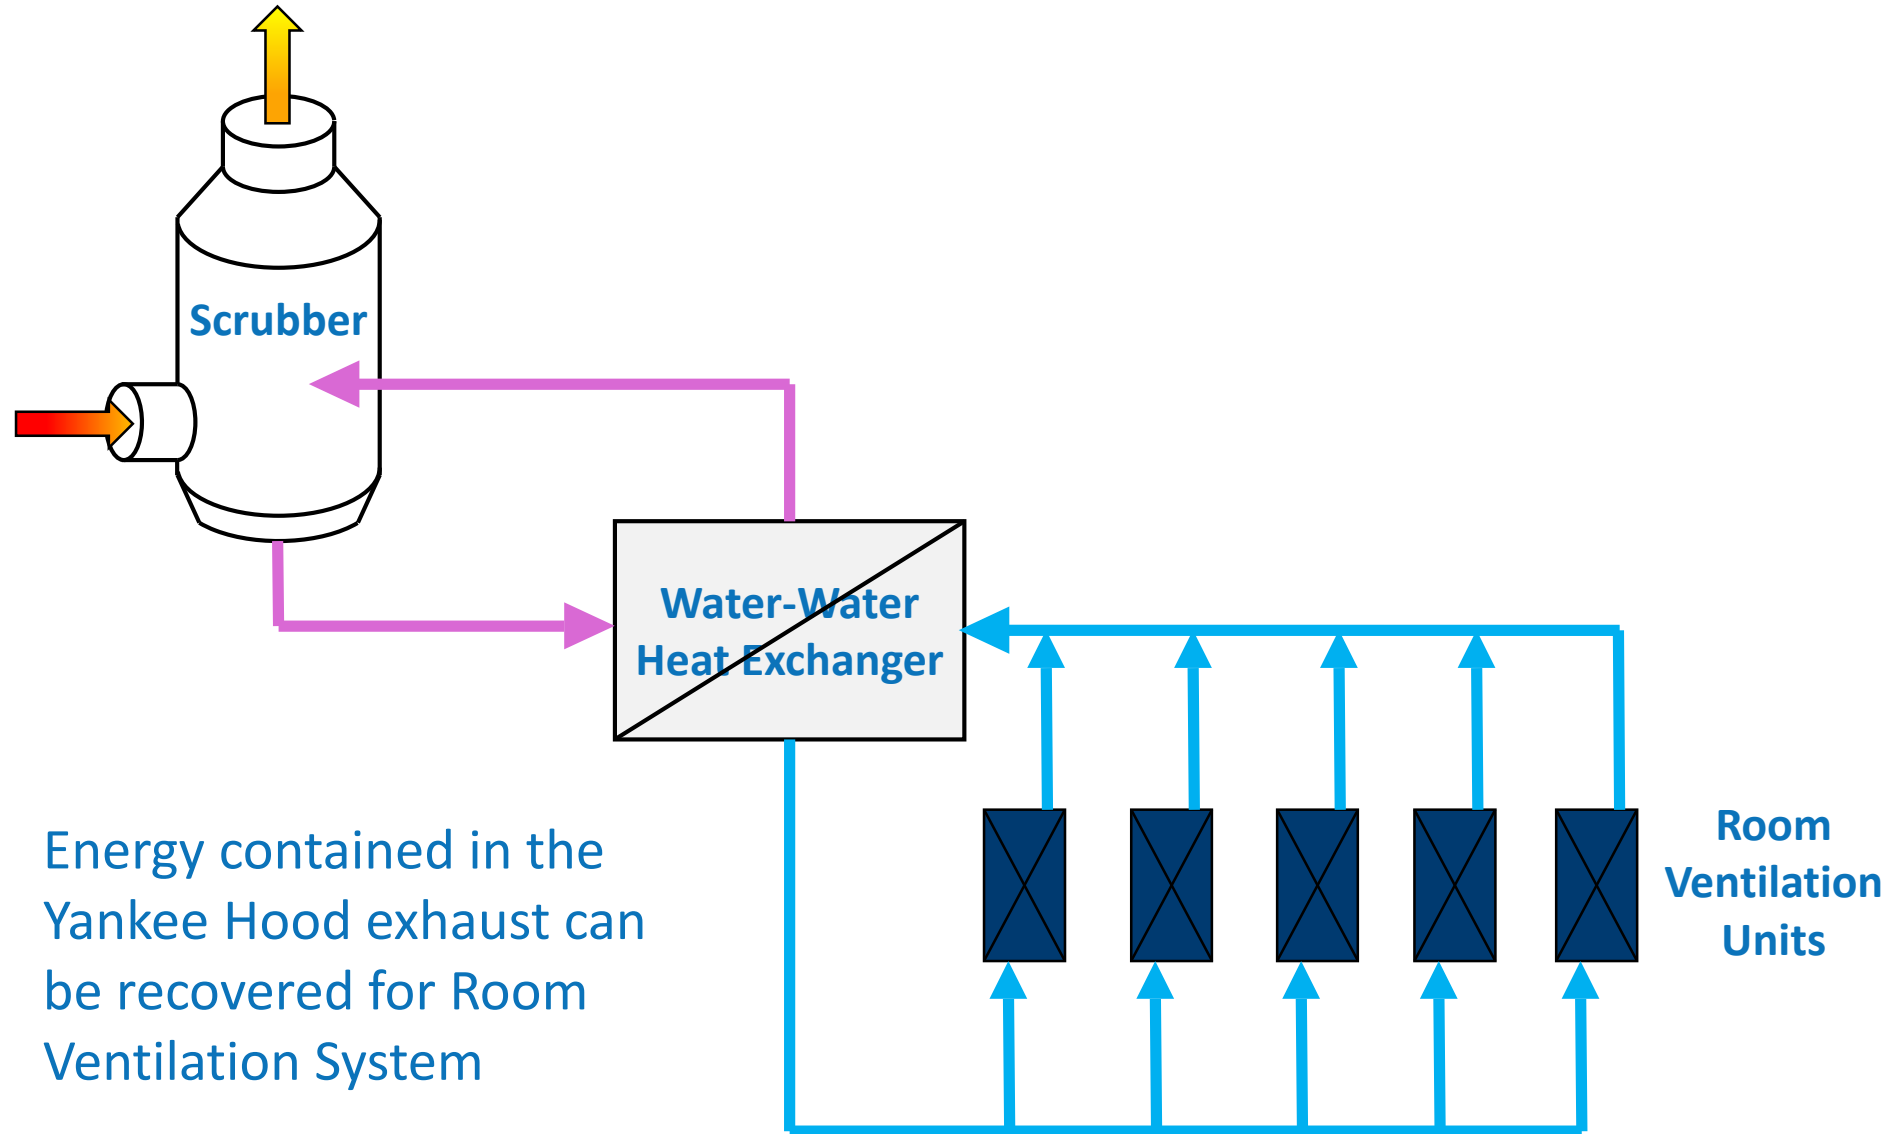 Scrubber
Water-Water
Heat Exchanger
Room
Ventilation
Units
Energy contained in the
Yankee Hood exhaust can
be recovered for Room
Ventilation System